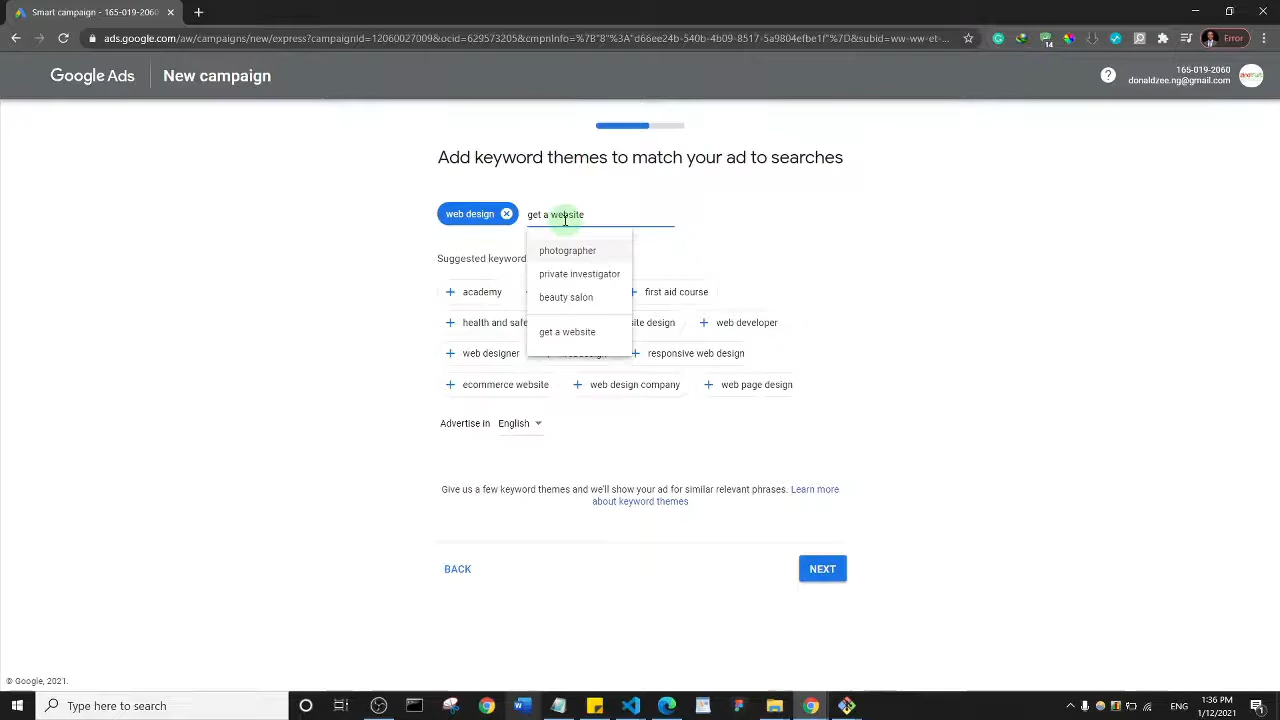 Smart campaign - 165-019-2060
ads.google.com/aw/campaigns/new/express?campaignId=12060027009&ocid=629573205&cmpnInfo=%7B"8"%3A"d66ee24b-540b-4b09-8517-5a9804efbe1f"%7D&subid=ww-ww-et-...
14
Error
Google Ads
New campaign
165-019-2060
donaldzee.ng@gmail.com
Add keyword themes to match your ad to searches
web design
get a website
photographer
Suggested keyword
private investigator
academy
beauty salon
first aid course
health and safe
get a website
site design
web developer
web designer
responsive web design
ecommerce website
web design company
web page design
Advertise in English
Give us a few keyword themes and we'll show your ad for similar relevant phrases. Learn more
about keyword themes
BACK
NEXT
© Google, 2021.
Type here to search
ENG
1:36 PM
1/12/2021